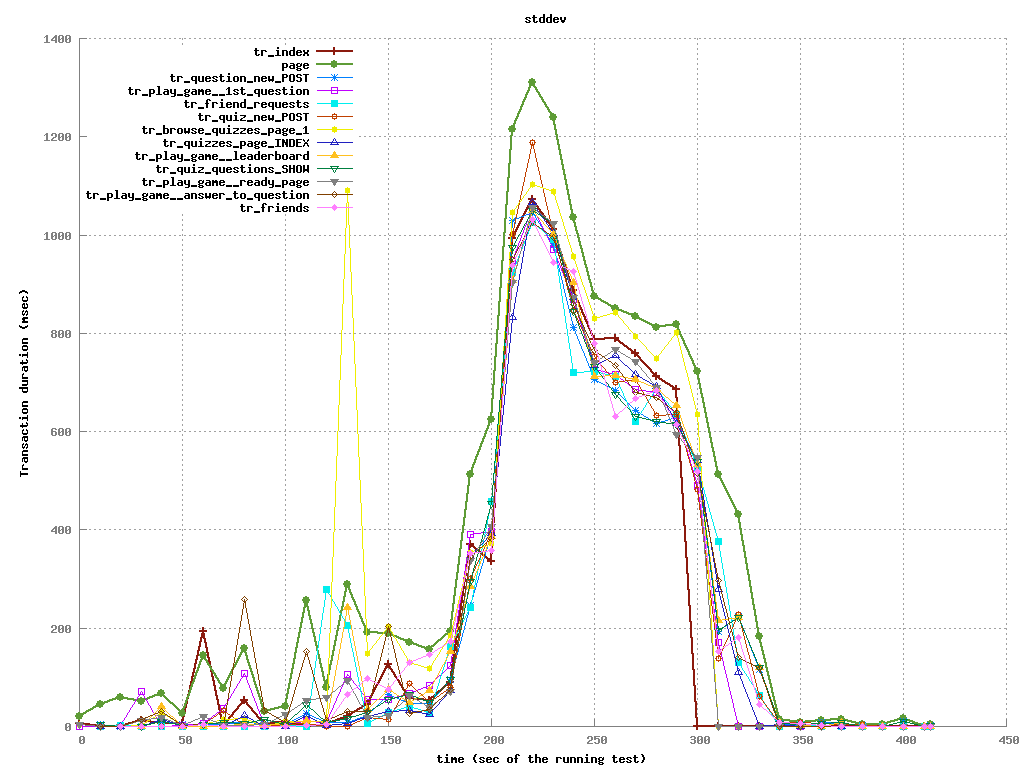 stddev
1400
1200
1000
800
600
400
200
0
Transaction duration (msec)
tr_index
page
tr_question_new_POST
tr_play_game__1st_question
tr_friend_requests
tr_quiz_new_POST
tr_browse_quizzes_page_1
tr_quizzes_page_INDEX
tr_play_game__leaderboard
tr_quiz_questions_SHOW
tr_play_game__ready_page
tr_play_game__answer_to_question
tr_friends
0 50 100 150 200 250 300 350 400 450
time (sec of the running test)